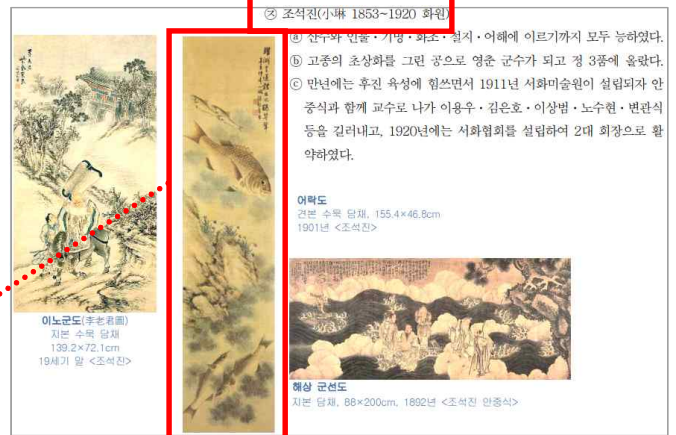 ㉨ 조석진(小琳 1853~1920 화원)
ⓐ 산수와 인물·기명·화조·절지·어해에 이르기까지 모두 능하였다.
ⓑ 고종의 초상화를 그린 공으로 영춘 군수가 되고 정 3품에 올랐다.
ⓒ 만년에는 후진 육성에 힘쓰면서 1911년 서화미술원이 설립되자 안
중식과 함께 교수로 나가 이용우·김은호·이상범·노수현·변관식
등을 길러내고, 1920년에는 서화협회를 설립하여 2대 회장으로 활
약하였다.
어락도
견본 수묵 담채, 155.4×46.8cm
1901년 <조석진>
이노군도(李老君圖)
지본 수묵 담채
139.2×72.1cm
19세기 말 <조석진>
해상 군선도
지본 담채, 88×200cm, 1892년 <조석진 안중식>